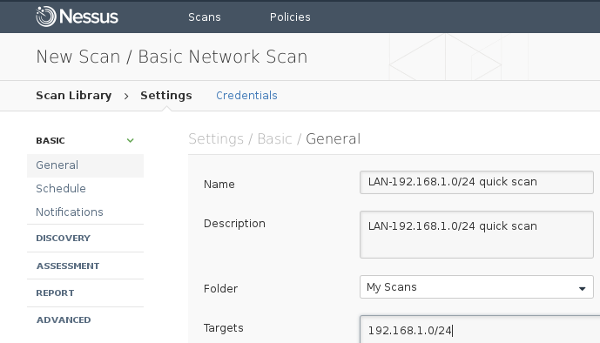 Nessus Scans Policies
New Scan / Basic Network Scan
Scan Library > Settings Credentials
BASIC
General
Schedule
Notifications
DISCOVERY
ASSESSMENT
REPORT
ADVANCED
Settings / Basic / General
Name LAN-192.168.1.0/24 quick scan
Description LAN-192.168.1.0/24 quick scan
Folder My Scans
Targets 192.168.1.0/24